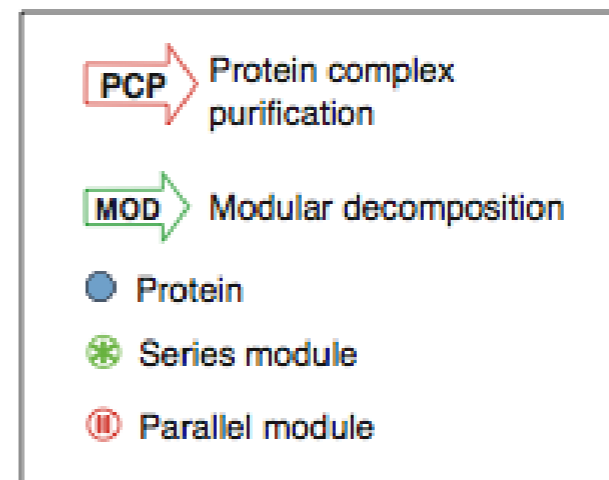 PCP Protein complex
purification
MOD Modular decomposition
Protein
Series module
Parallel module